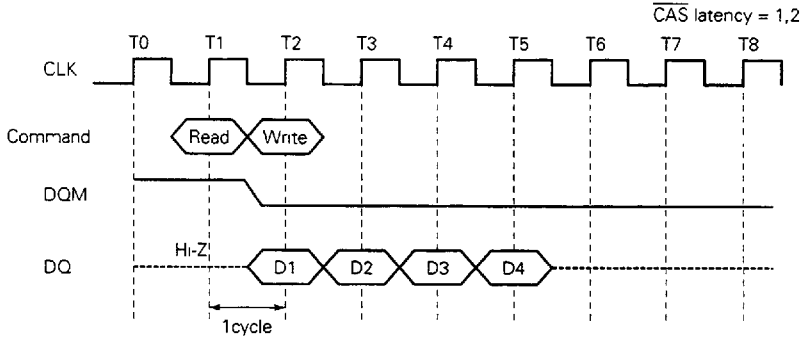 CAS latency = 1,2
T0 T1 T2 T3 T4 T5 T6 T7 T8
CLK
Command Read Write
DQM
Hi-Z
DQ D1 D2 D3 D4
1cycle